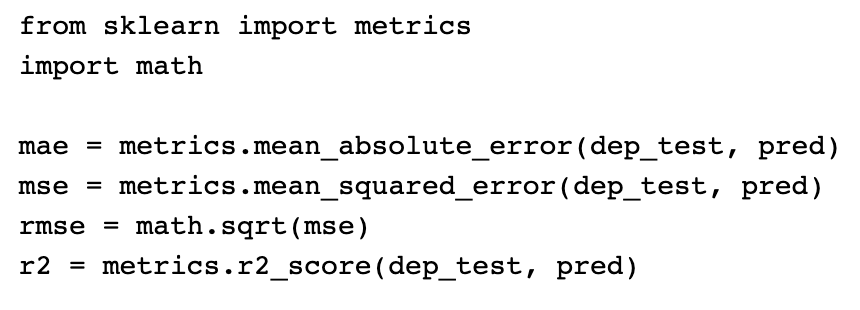 from sklearn import metrics
import math
mae = metrics.mean_absolute_error(dep_test, pred)
mse = metrics.mean_squared_error(dep_test, pred)
rmse = math.sqrt(mse)
r2 = metrics.r2_score(dep_test, pred)